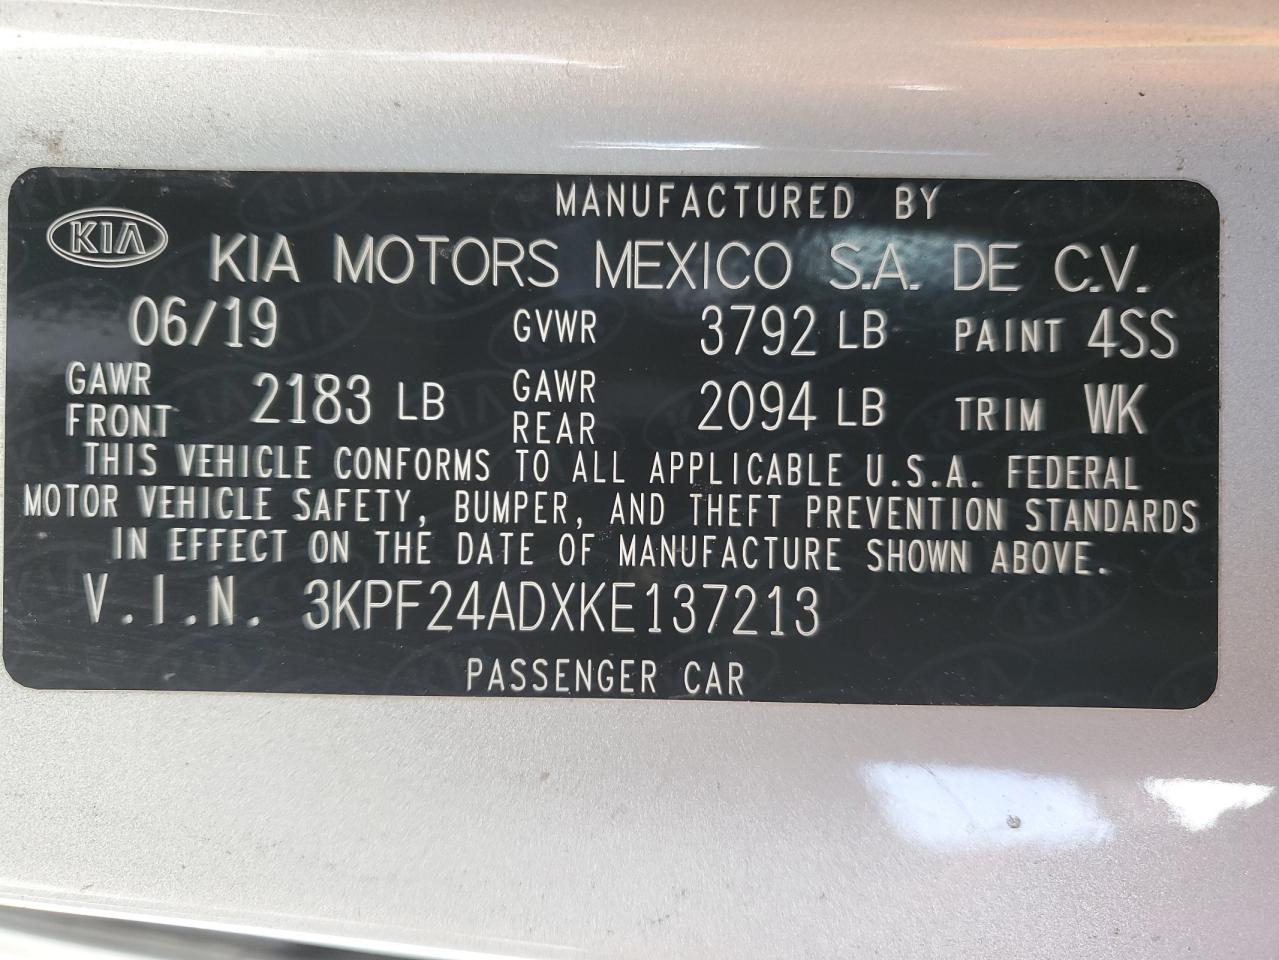 MANUFACTURED BY
KIA KIA MOTORS MEXICO S.A. DE C.V.
06/19 GVWR 3792 LB PAINT 4SS
GAWR FRONT 2183 LB GAWR REAR 2094 LB TRIM WK
THIS VEHICLE CONFORMS TO ALL APPLICABLE U.S.A. FEDERAL
MOTOR VEHICLE SAFETY, BUMPER, AND THEFT PREVENTION STANDARDS
IN EFFECT ON THE DATE OF MANUFACTURE SHOWN ABOVE.
V.I.N. 3KPF24ADXKE137213
PASSENGER CAR